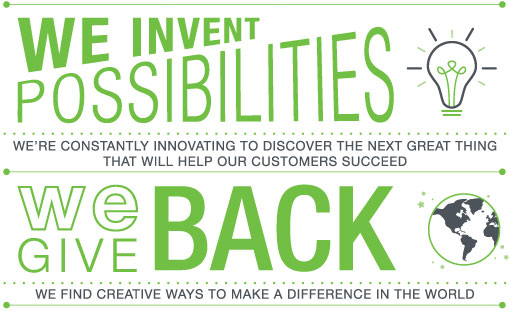 WE INVENT
POSSIBILITIES
WE'RE CONSTANTLY INNOVATING TO DISCOVER THE NEXT GREAT THING
THAT WILL HELP OUR CUSTOMERS SUCCEED
we
GIVE BACK
WE FIND CREATIVE WAYS TO MAKE A DIFFERENCE IN THE WORLD